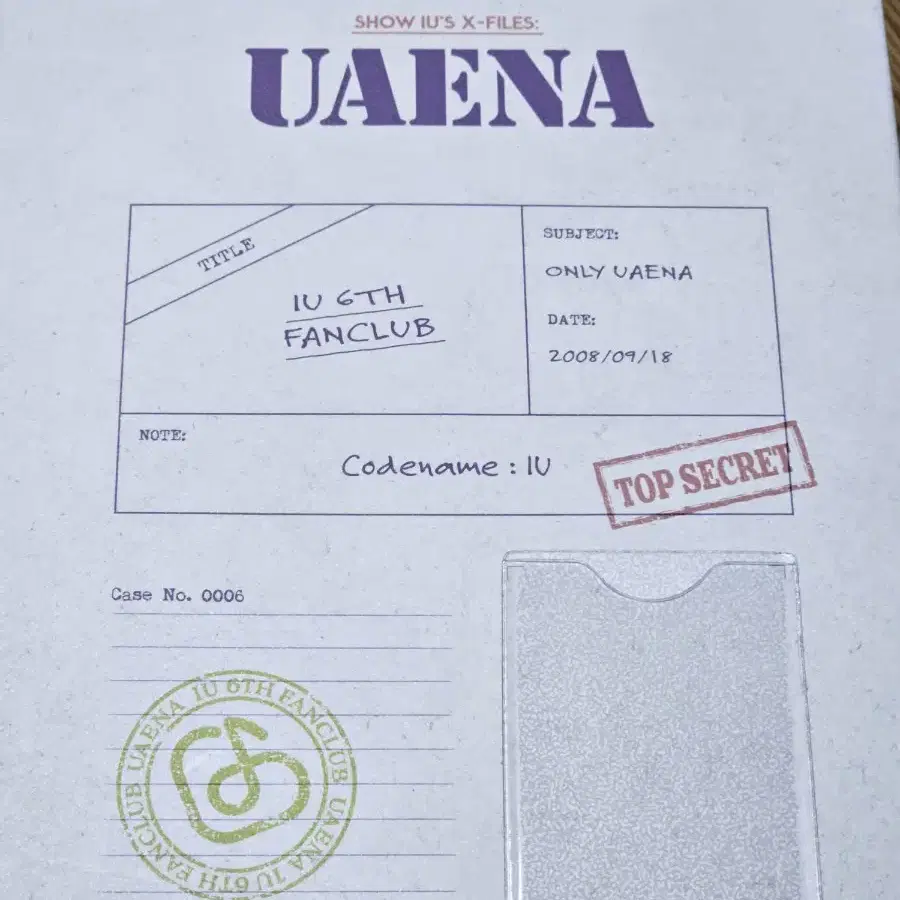 SHOW IU'S X-FILES:
UAENA
TITLE
IU 6TH
FANCLUB
SUBJECT:
ONLY UAENA
DATE:
2008/09/18
NOTE:
Codename : IU
TOP SECRET
Case No. 0006
UAENA IU 6TH FANCLUB UAENA IU 6TH FANCLUB